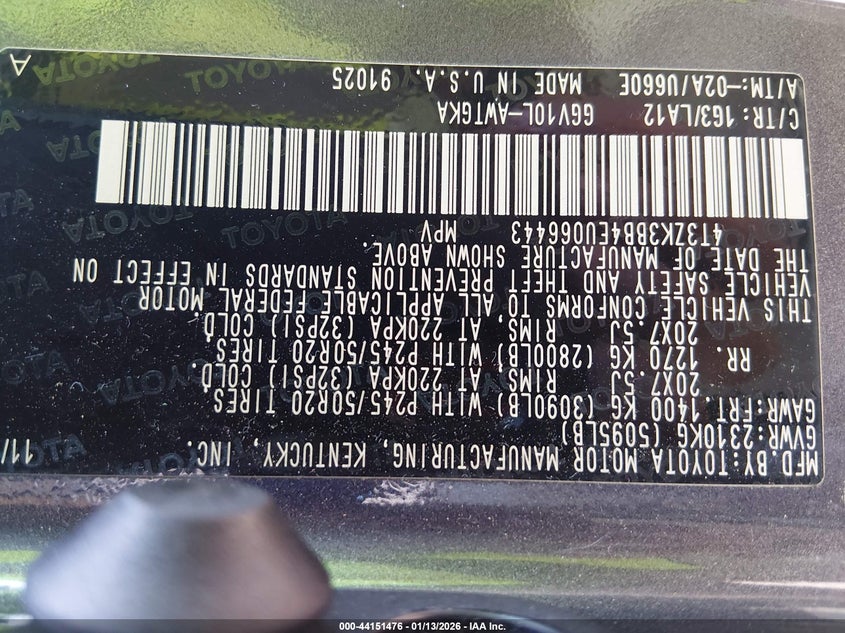 MFD.BY:TOYOTA MOTOR MANUFACTURING, KENTUCKY, INC. 11/
GVWR:2310KG (5095LB)
GAWR:FRT.1400 KG (3090LB) WITH P245/50R20 TIRES
20X7.5J RIMS, AT 220KPA (32PSI) COLD.
RR. 1270 KG (2800LB) WITH P245/50R20 TIRES
20X7.5J RIMS, AT 220KPA (32PSI) COLD.
THIS VEHICLE CONFORMS TO ALL APPLICABLE FEDERAL MOTOR
VEHICLE SAFETY AND THEFT PREVENTION STANDARDS IN EFFECT ON
THE DATE OF MANUFACTURE SHOWN ABOVE.
4T3ZK3BB4EU066443 MPV
C/TR: 1G3/LA12 GGV10L-AWTGKA
A/TM:-02A/U660E MADE IN U.S.A. 91025
A
TOYOTA
000-44151476 - 01/13/2026 - IAA Inc.